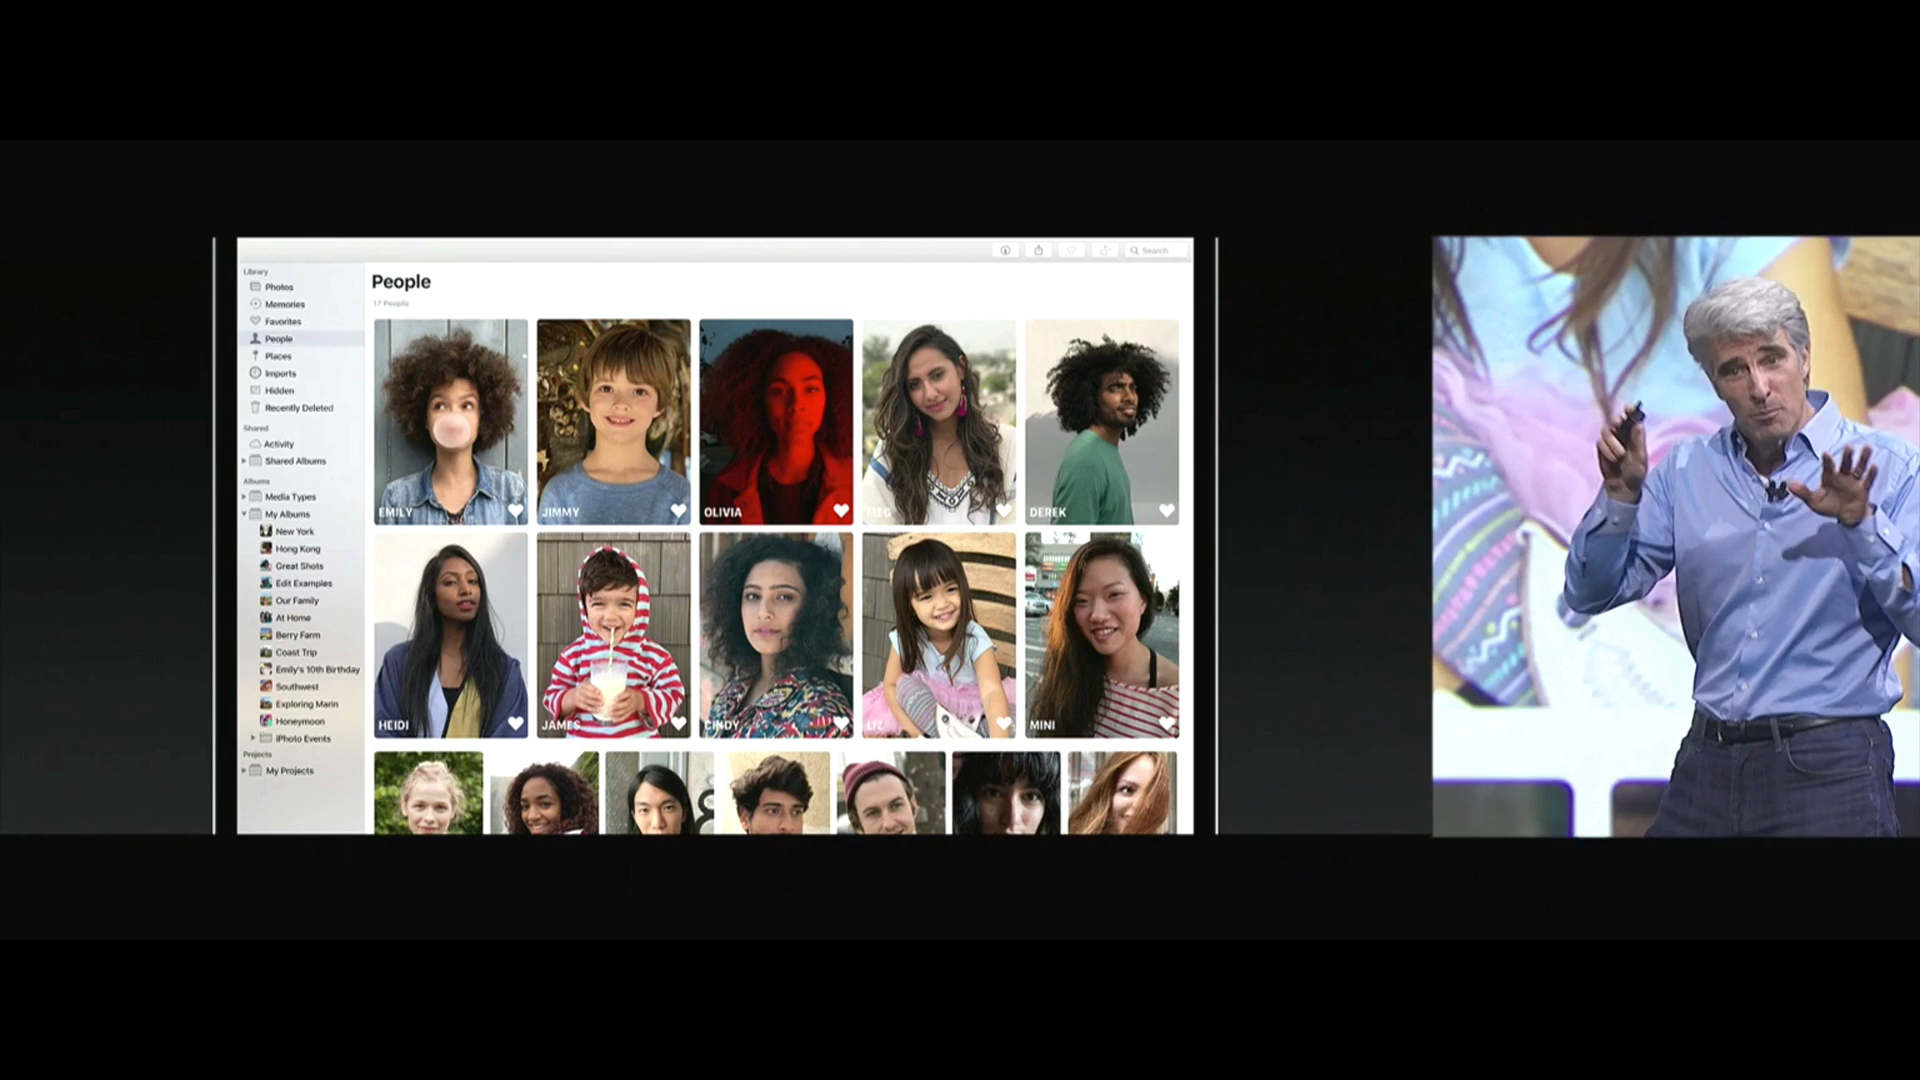 Search
Library
Photos
Memories
Favorites
People
Places
Imports
Hidden
Recently Deleted
Shared
Activity
Shared Albums
Albums
Media Types
My Albums
New York
Hong Kong
Great Shots
Edit Examples
Our Family
At Home
Berry Farm
Coast Trip
Emily's 10th Birthday
Southwest
Exploring Marin
Honeymoon
iPhoto Events
Projects
My Projects
People
17 People
EMILY
JIMMY
OLIVIA
MEG
DEREK
HEIDI
JAMES
CINDY
LIZ
MINI